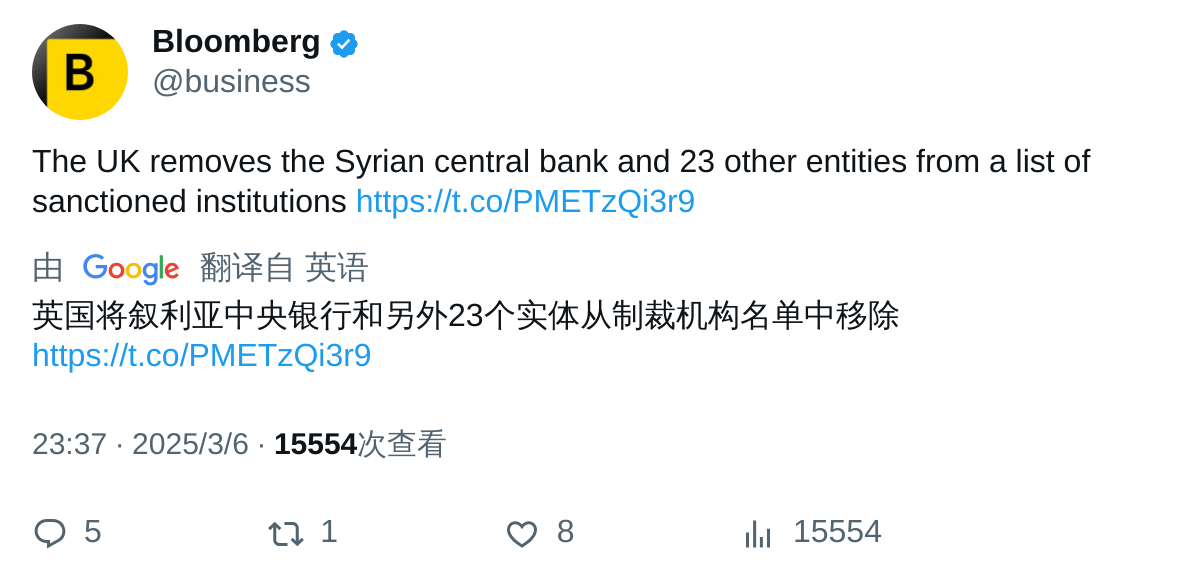 B
Bloomberg
@business
The UK removes the Syrian central bank and 23 other entities from a list of
sanctioned institutions https://t.co/PMETzQi3r9
由 Google 翻译自 英语
英国将叙利亚中央银行和另外23个实体从制裁机构名单中移除
https://t.co/PMETzQi3r9
23:37 · 2025/3/6 · 15554次查看
5 1 8 15554